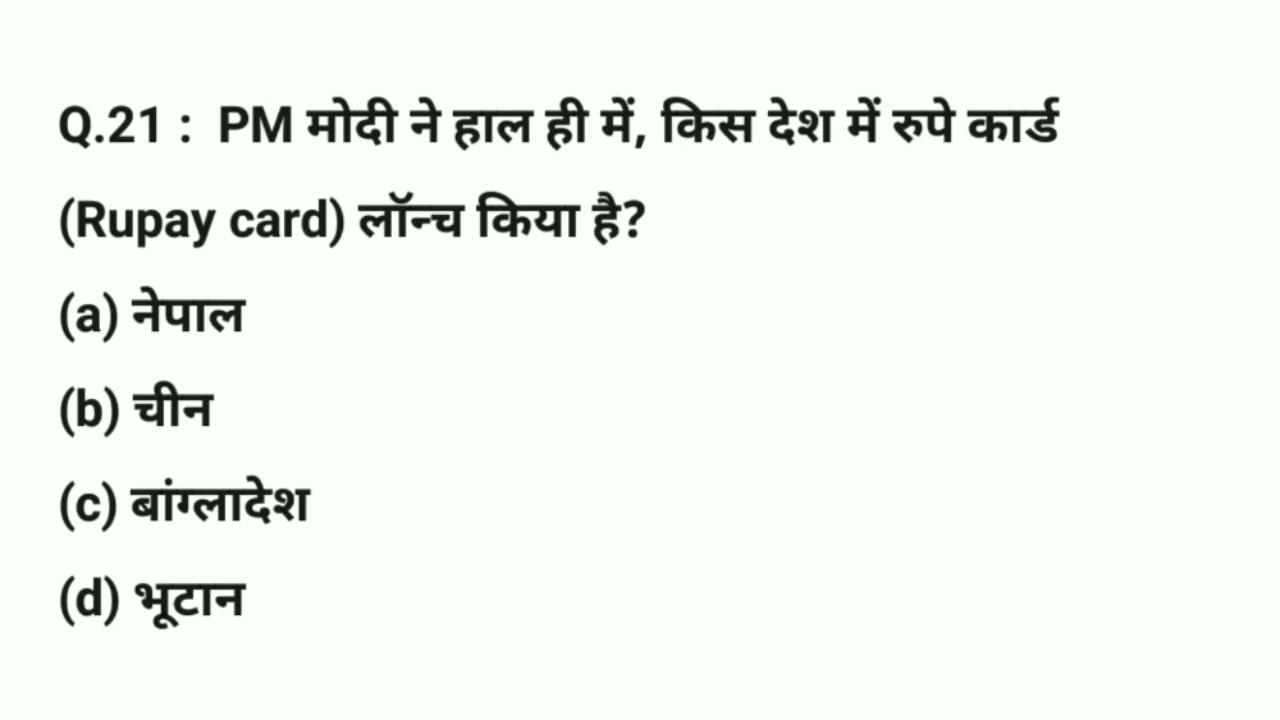 Q.21 : PM मोदी ने हाल ही में, किस देश में रुपे कार्ड
(Rupay card) लॉन्च किया है?
(a) नेपाल
(b) चीन
(c) बांग्लादेश
(d) भूटान